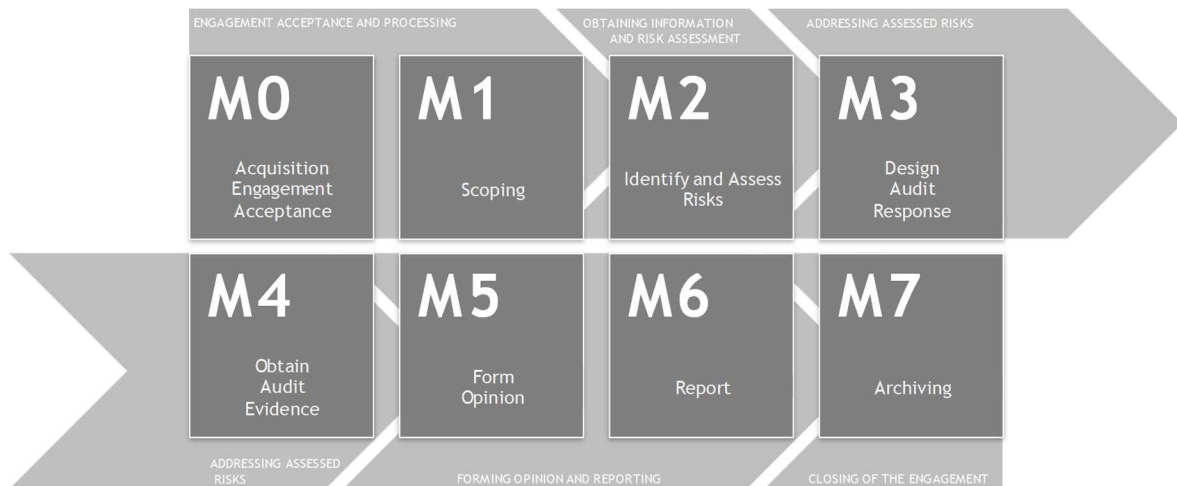 ENGAGEMENT ACCEPTANCE AND PROCESSING
OBTAINING INFORMATION
AND RISK ASSESSMENT
ADDRESSING ASSESSED RISKS
M0
Acquisition
Engagement
Acceptance
M1
Scoping
M2
Identify and Assess
Risks
M3
Design
Audit
Response
M4
Obtain
Audit
Evidence
M5
Form
Opinion
M6
Report
M7
Archiving
ADDRESSING ASSESSED
RISKS
FORMING OPINION AND REPORTING
CLOSING OF THE ENGAGEMENT